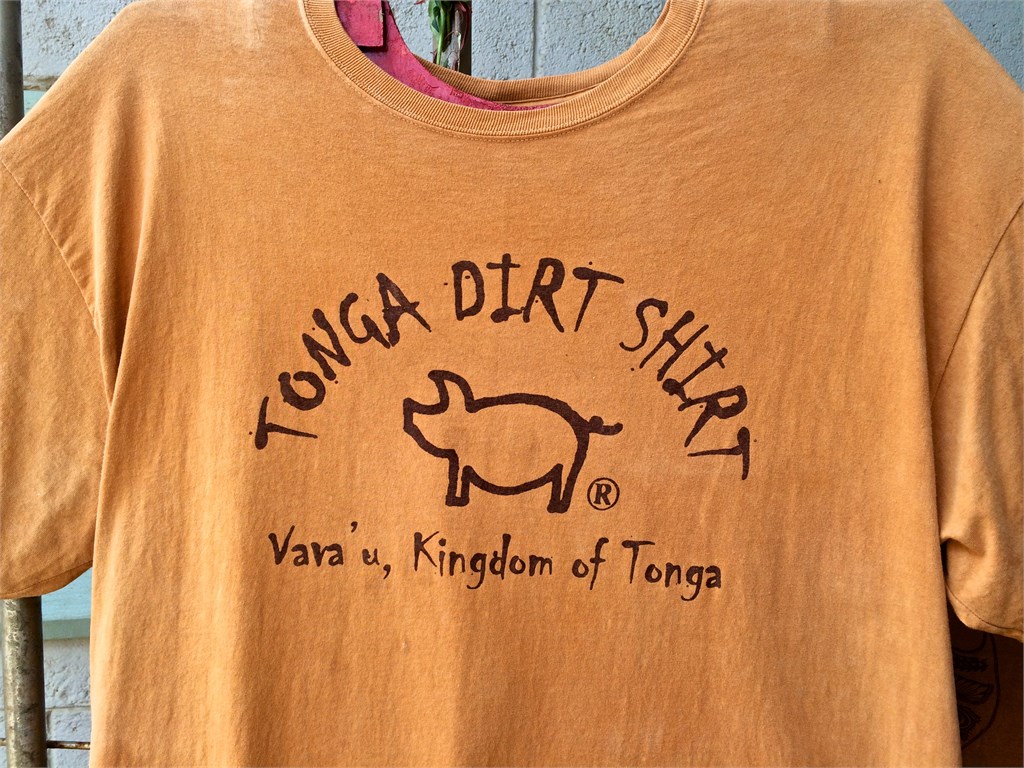 TONGA DIRT SHIRT
®
Vava'u, Kingdom of Tonga